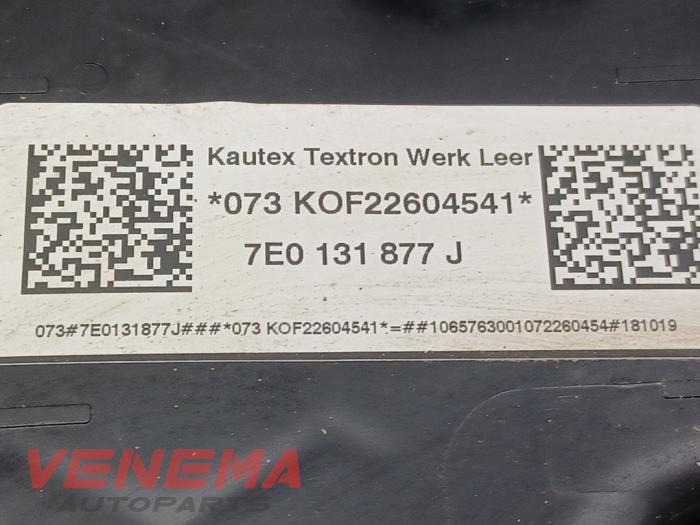 Kautex Textron Werk Leer
*073 KOF22604541*
7E0 131 877 J
073#7E0131877J###*073 KOF22604541*=##1065763001072260454#181019
VENEMA
AUTOPARTS